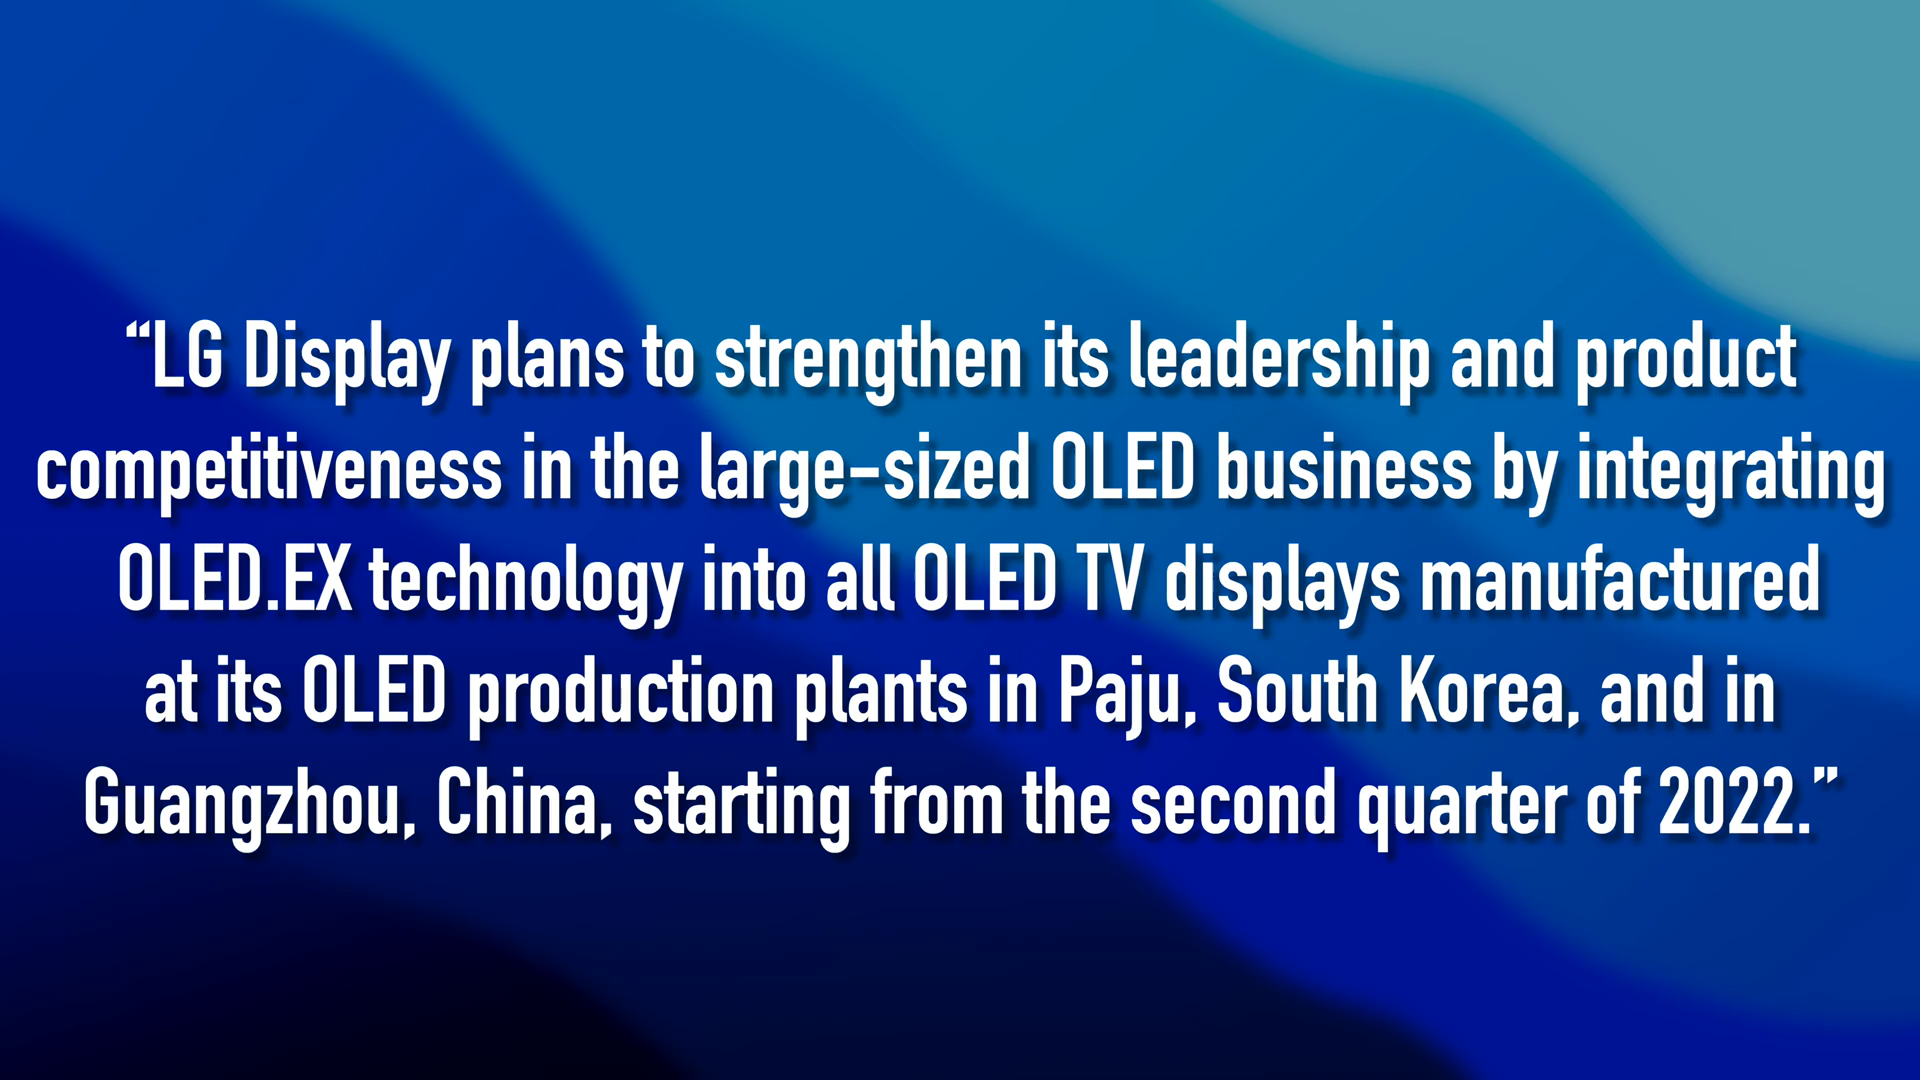 “LG Display plans to strengthen its leadership and product
competitiveness in the large-sized OLED business by integrating
OLED.EX technology into all OLED TV displays manufactured
at its OLED production plants in Paju, South Korea, and in
Guangzhou, China, starting from the second quarter of 2022.”